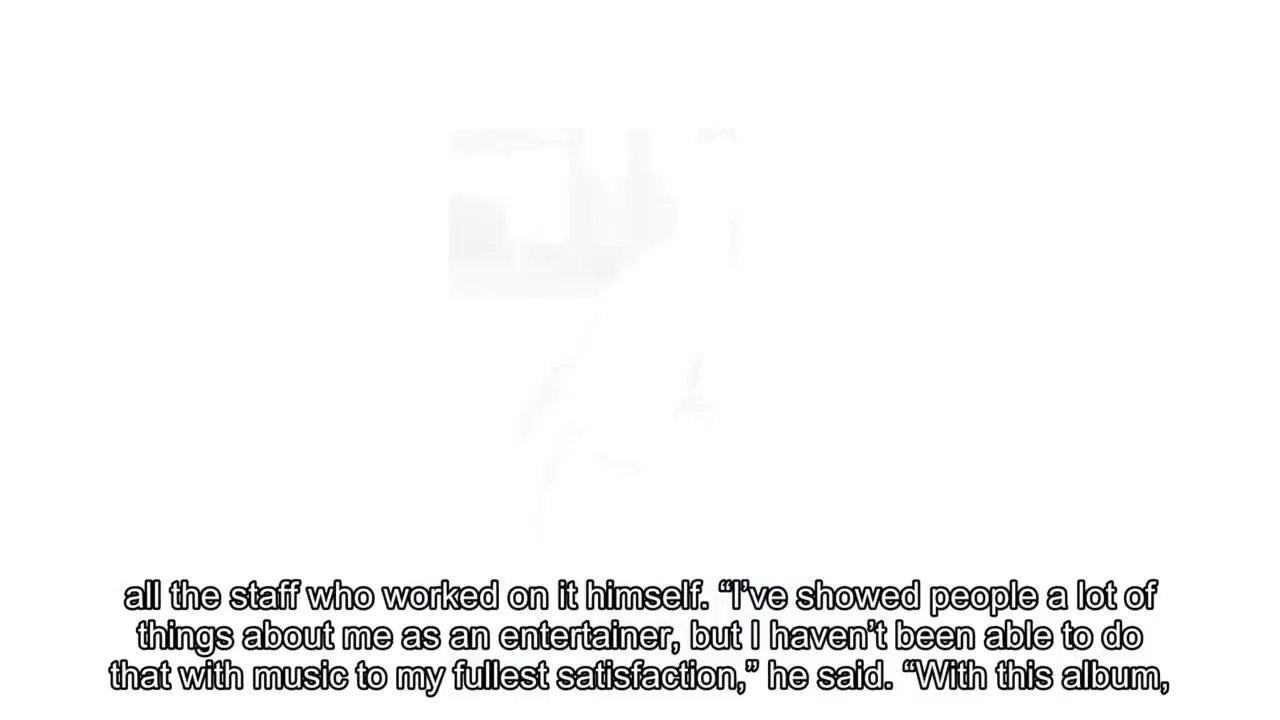 all the staff who worked on it himself. “I’ve showed people a lot of
things about me as an entertainer, but I haven’t been able to do
that with music to my fullest satisfaction,” he said. “With this album,